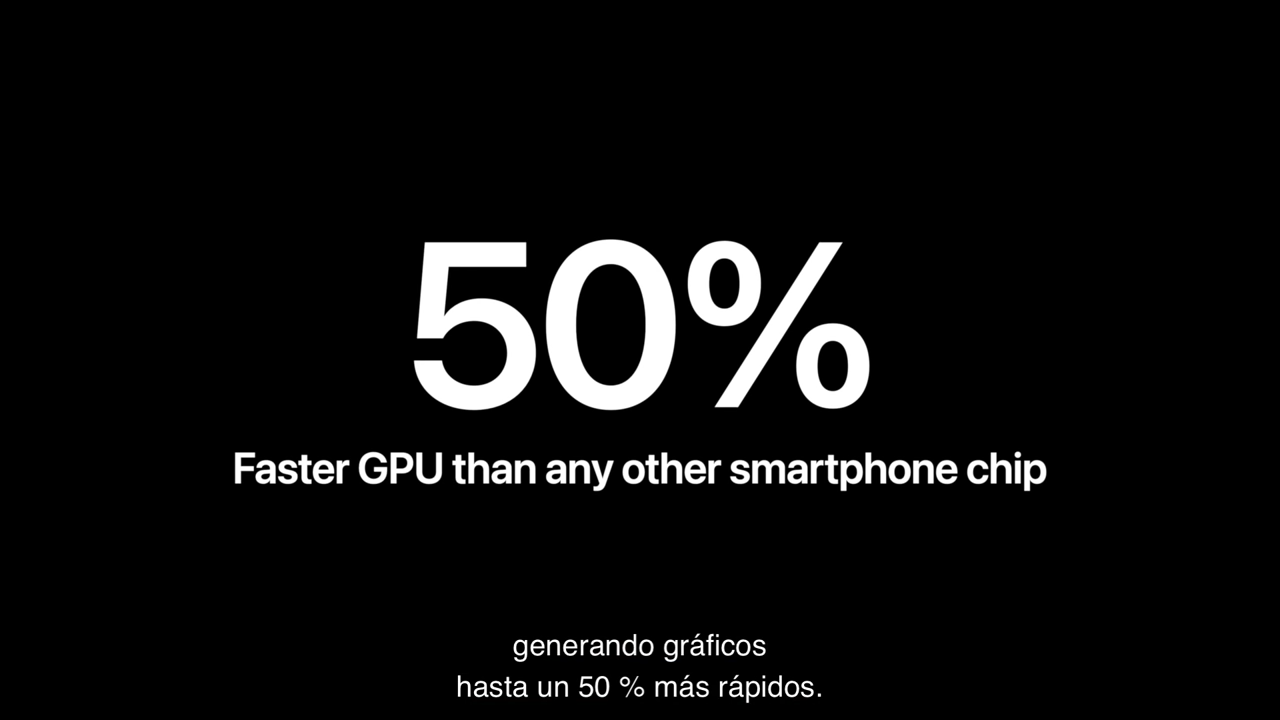 50%
Faster GPU than any other smartphone chip
generando gráficos
hasta un 50 % más rápidos.